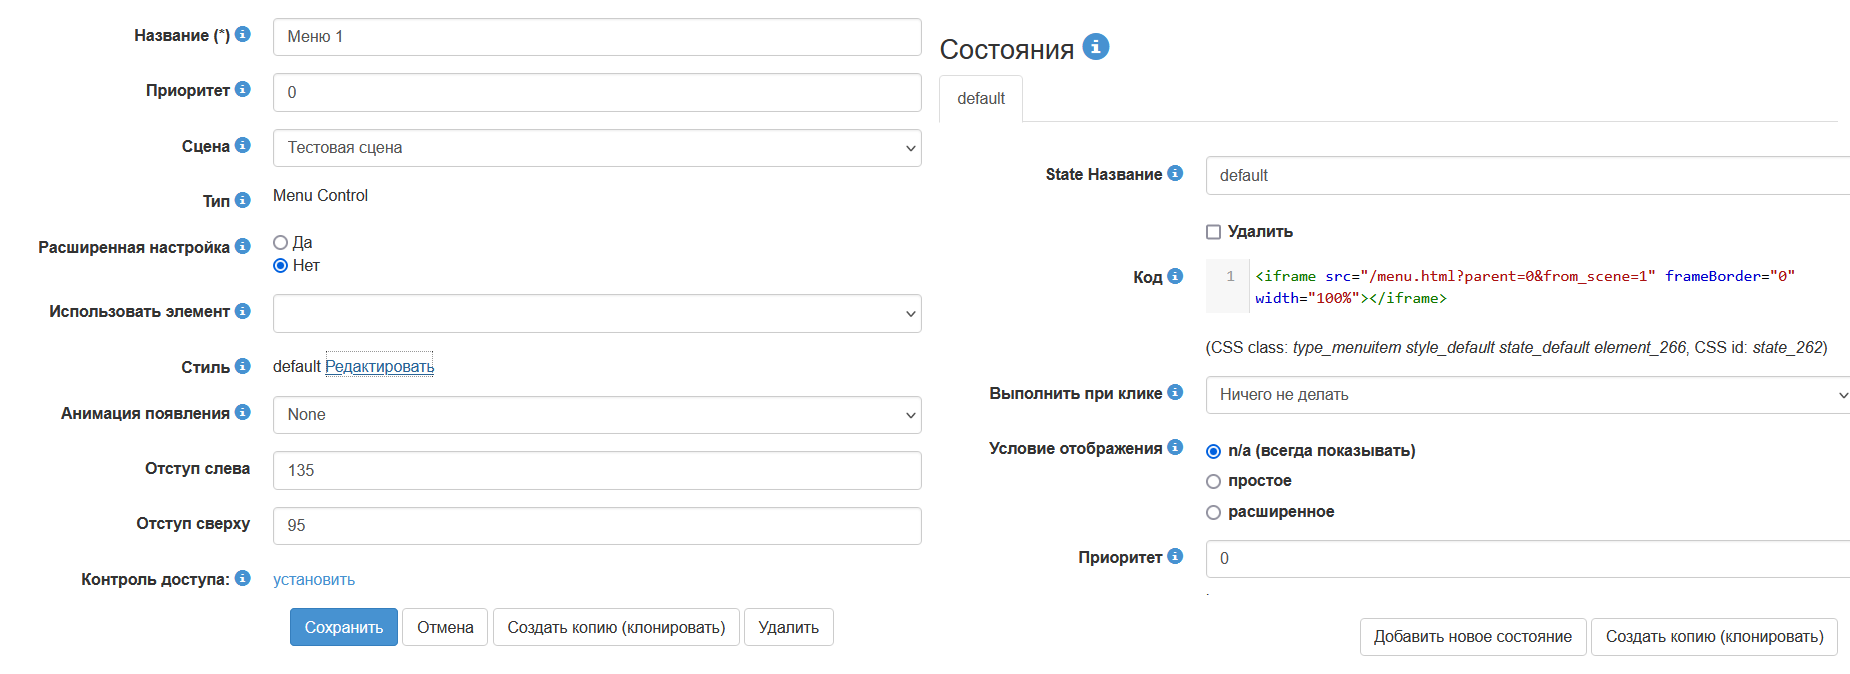 Название (*)
Меню 1
Приоритет
0
Сцена
Тестовая сцена
Тип
Menu Control
Расширенная настройка
Да
Нет
Использовать элемент
Стиль
default Редактировать
Анимация появления
None
Отступ слева
135
Отступ сверху
95
Контроль доступа:
установить
Сохранить
Отмена
Создать копию (клонировать)
Удалить
Состояния
default
State Название
default
Удалить
Код
1
<iframe src="/menu.html?parent=0&from_scene=1" frameBorder="0"
width="100%"></iframe>
(CSS class: type_menuitem style_default state_default element_266, CSS id: state_262)
Выполнить при клике
Ничего не делать
Условие отображения
n/a (всегда показывать)
простое
расширенное
Приоритет
0
.
Добавить новое состояние
Создать копию (клонировать)